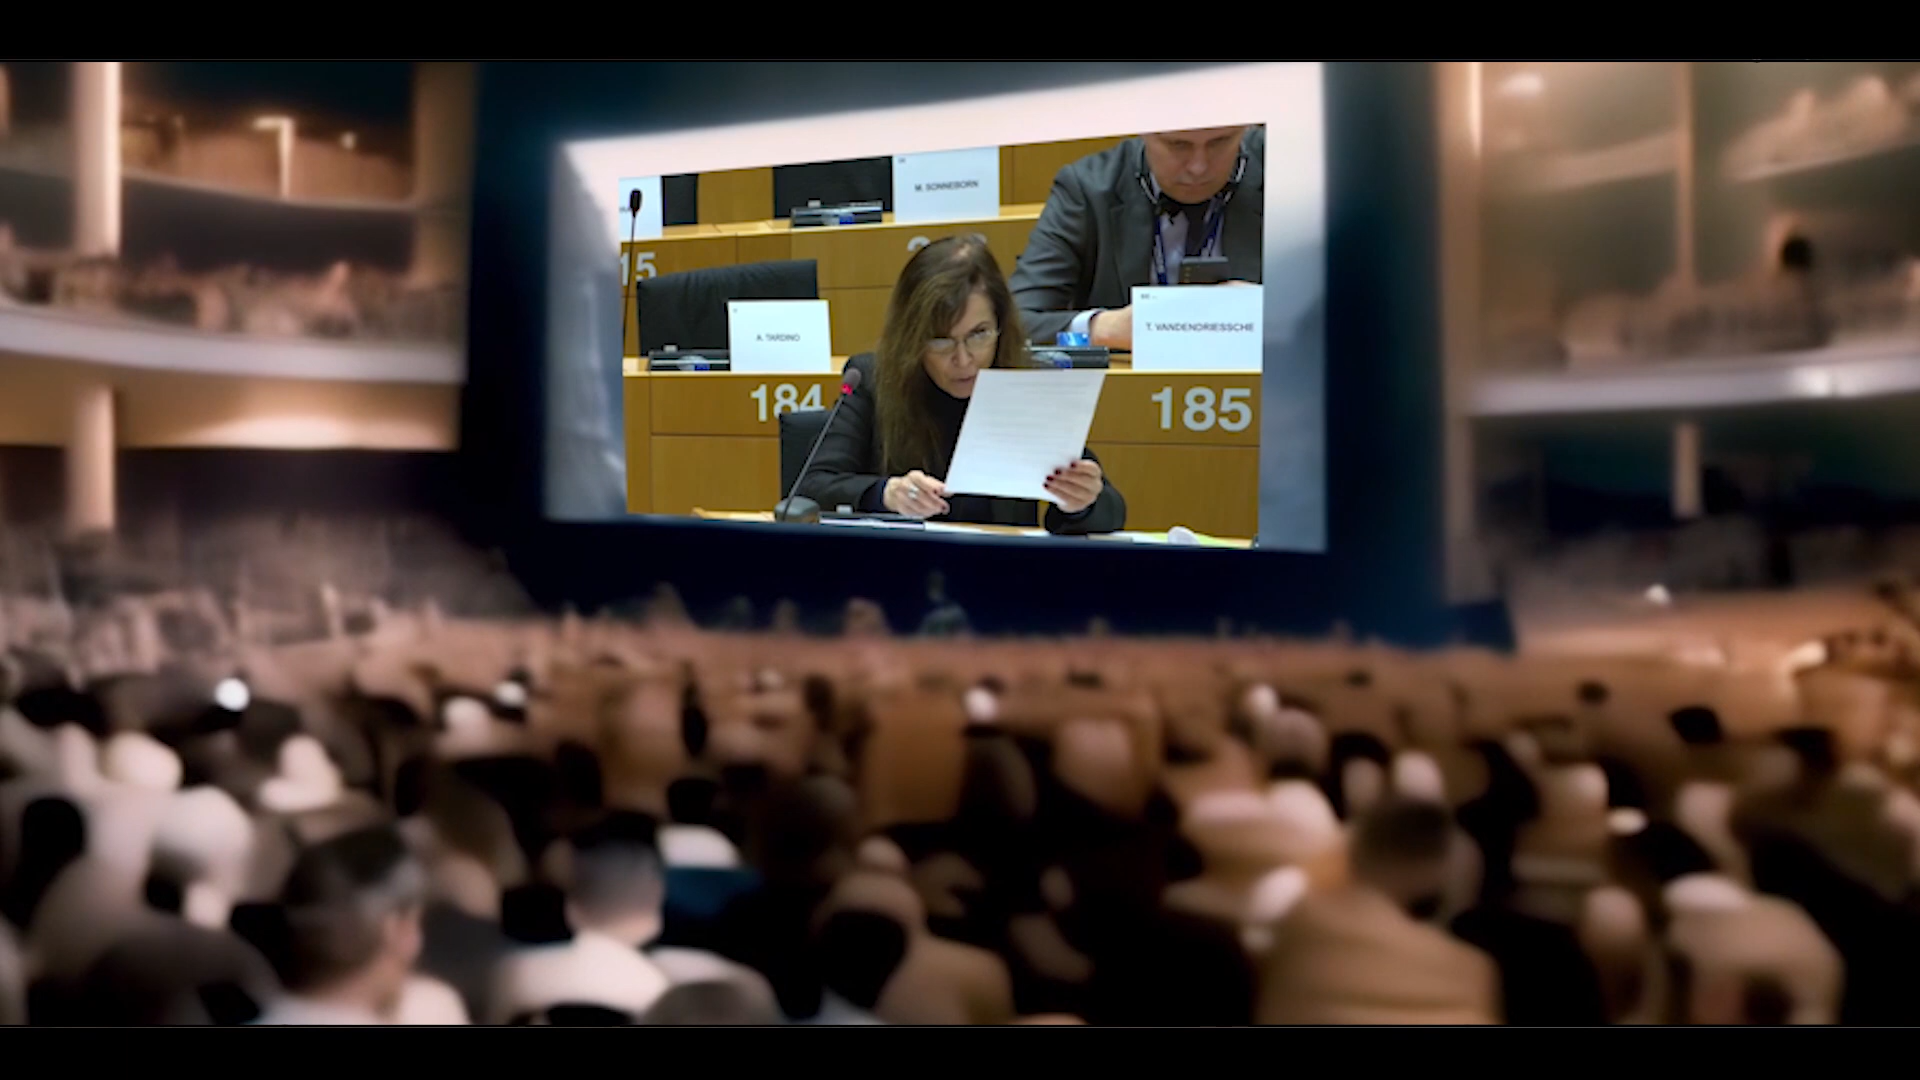 M. SONNEBORN
15
A. TARDINO
T. VANDENDRIESSCHE
184
185